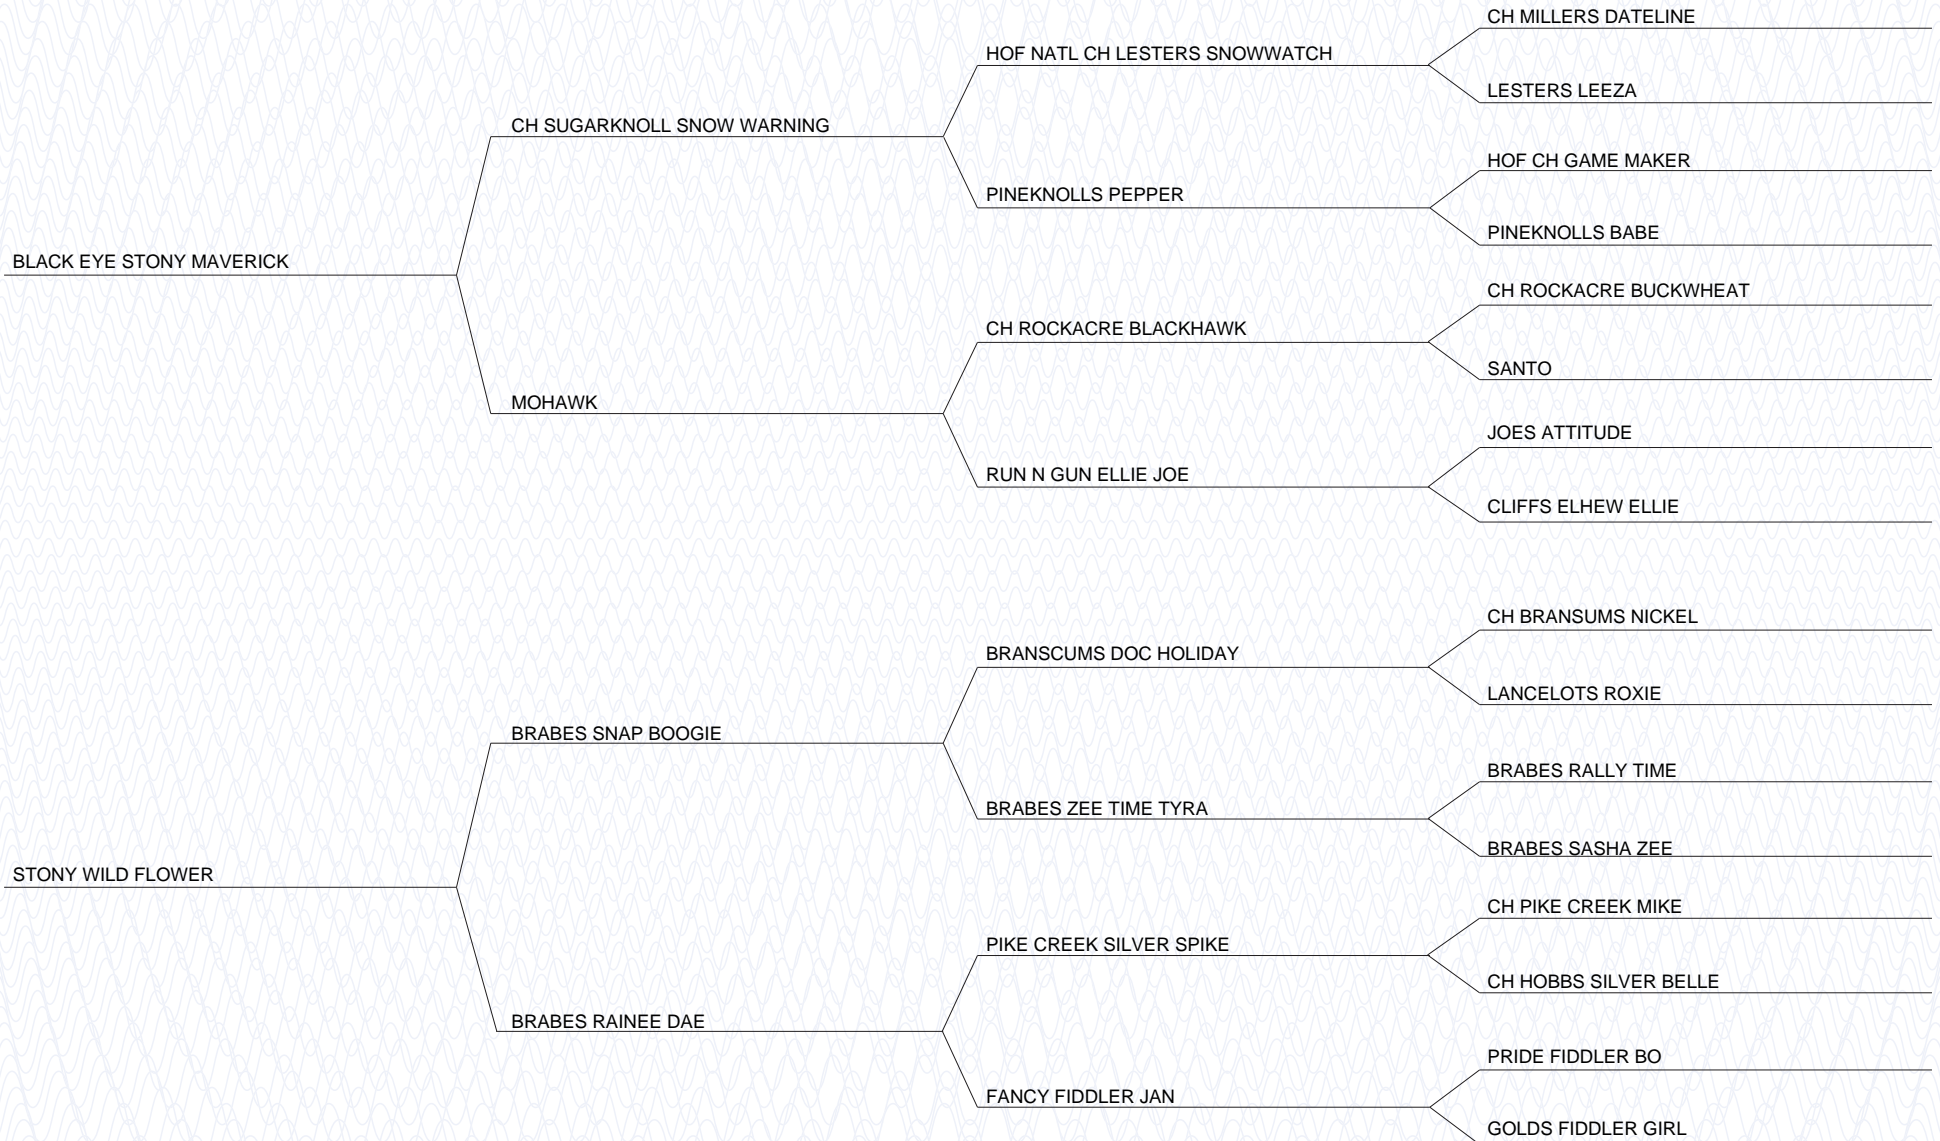 CH MILLERS DATELINE
HOF NATL CH LESTERS SNOWWATCH
LESTERS LEEZA
CH SUGARKNOLL SNOW WARNING
HOF CH GAME MAKER
PINEKNOLLS PEPPER
PINEKNOLLS BABE
BLACK EYE STONY MAVERICK
CH ROCKACRE BUCKWHEAT
CH ROCKACRE BLACKHAWK
SANTO
MOHAWK
JOES ATTITUDE
RUN N GUN ELLIE JOE
CLIFFS ELHEW ELLIE
CH BRANSUMS NICKEL
BRANSCUMS DOC HOLIDAY
LANCELOTS ROXIE
BRABES SNAP BOOGIE
BRABES RALLY TIME
BRABES ZEE TIME TYRA
BRABES SASHA ZEE
STONY WILD FLOWER
CH PIKE CREEK MIKE
PIKE CREEK SILVER SPIKE
CH HOBBS SILVER BELLE
BRABES RAINEE DAE
PRIDE FIDDLER BO
FANCY FIDDLER JAN
GOLDS FIDDLER GIRL